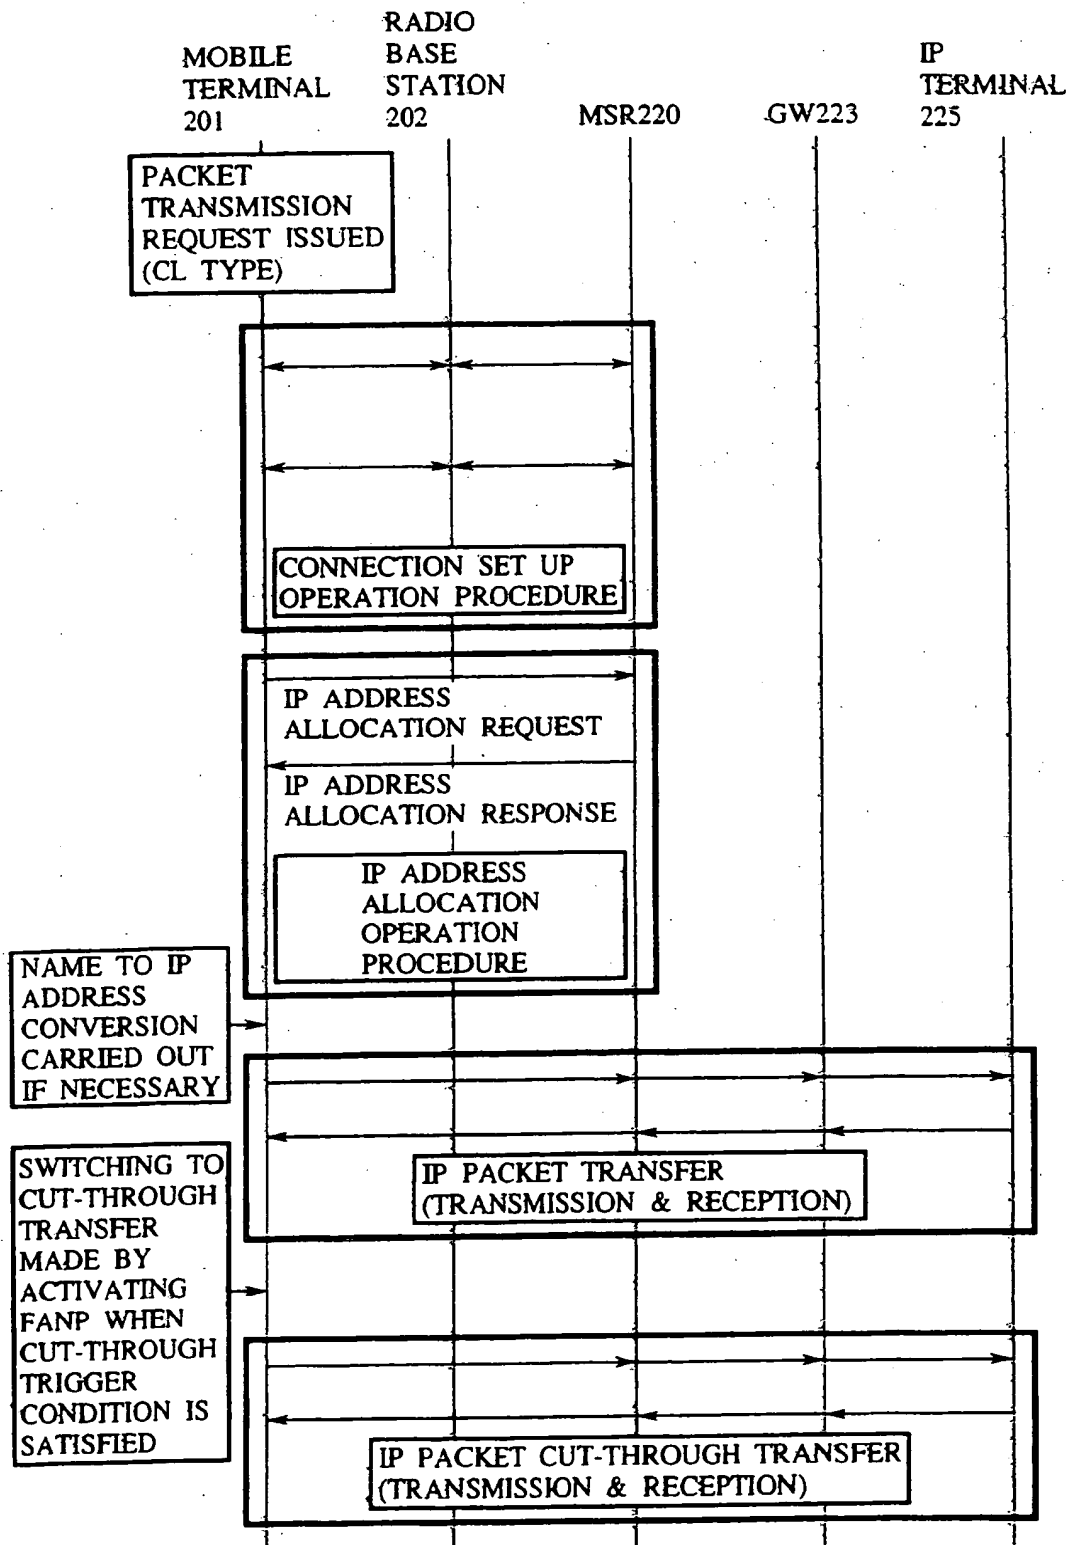 MOBILE
TERMINAL
201
RADIO
BASE
STATION
202
MSR220
GW223
IP
TERMINAL
225
PACKET
TRANSMISSION
REQUEST ISSUED
(CL TYPE)
CONNECTION SET UP
OPERATION PROCEDURE
IP ADDRESS
ALLOCATION REQUEST
IP ADDRESS
ALLOCATION RESPONSE
IP ADDRESS
ALLOCATION
OPERATION
PROCEDURE
NAME TO IP
ADDRESS
CONVERSION
CARRIED OUT
IF NECESSARY
IP PACKET TRANSFER
(TRANSMISSION & RECEPTION)
SWITCHING TO
CUT-THROUGH
TRANSFER
MADE BY
ACTIVATING
FANP WHEN
CUT-THROUGH
TRIGGER
CONDITION IS
SATISFIED
IP PACKET CUT-THROUGH TRANSFER
(TRANSMISSION & RECEPTION)